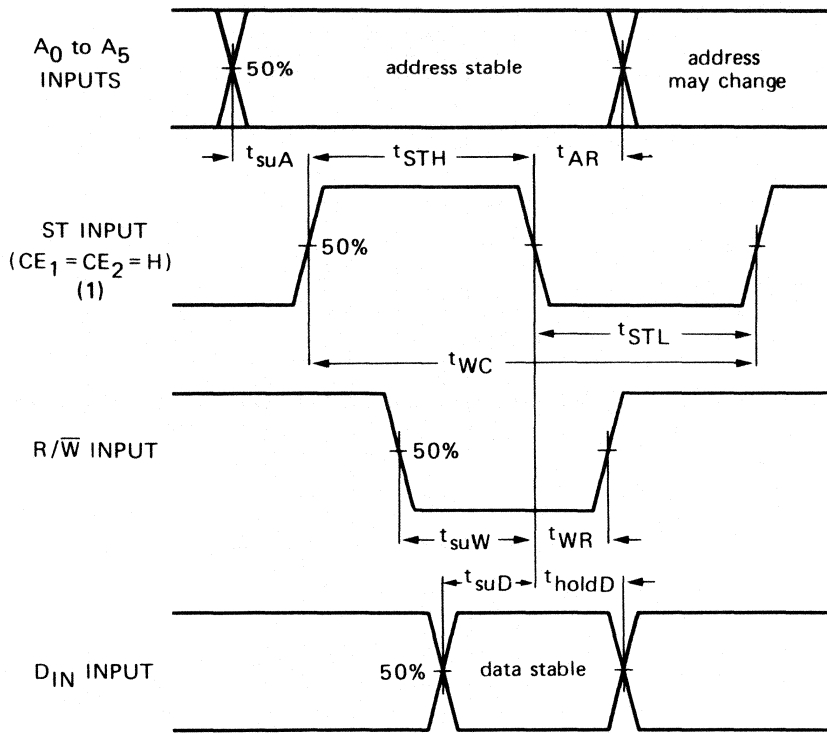 A0 to A5
INPUTS
50%
address stable
address
may change
tsuA
tSTH
tAR
ST INPUT
(CE1 = CE2 = H)
(1)
50%
tSTL
tWC
R/W̅ INPUT
50%
tsuW
tWR
tsuD
tholdD
DIN INPUT
50%
data stable